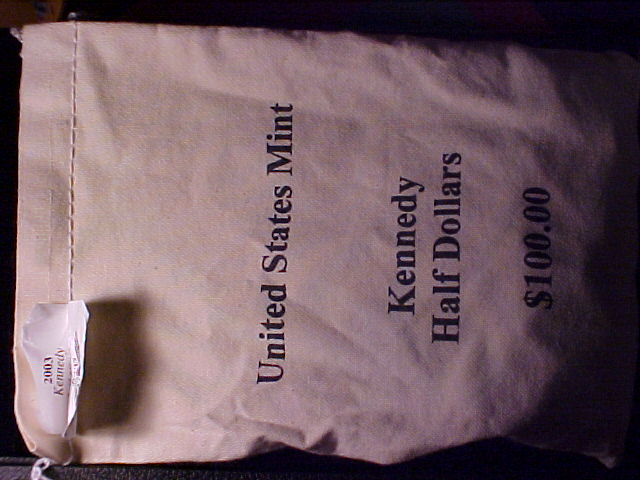 United States Mint
Kennedy
Half Dollars
$100.00
2003
Kennedy